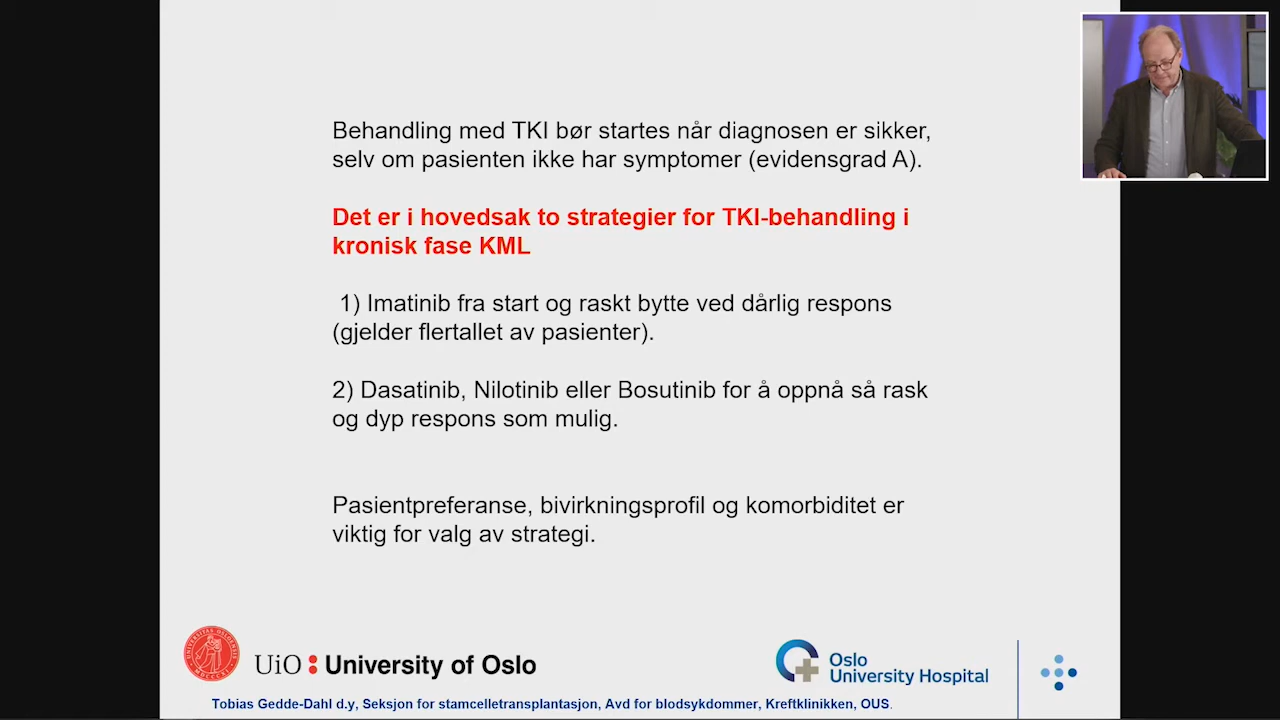 Behandling med TKI bør startes når diagnosen er sikker,
selv om pasienten ikke har symptomer (evidensgrad A).
Det er i hovedsak to strategier for TKI-behandling i
kronisk fase KML
1) Imatinib fra start og raskt bytte ved dårlig respons
(gjelder flertallet av pasienter).
2) Dasatinib, Nilotinib eller Bosutinib for å oppnå så rask
og dyp respons som mulig.
Pasientpreferanse, bivirkningsprofil og komorbiditet er
viktig for valg av strategi.
UiO : University of Oslo
Oslo
University Hospital
Tobias Gedde-Dahl d.y, Seksjon for stamcelletransplantasjon, Avd for blodsykdommer, Kreftklinikken, OUS.